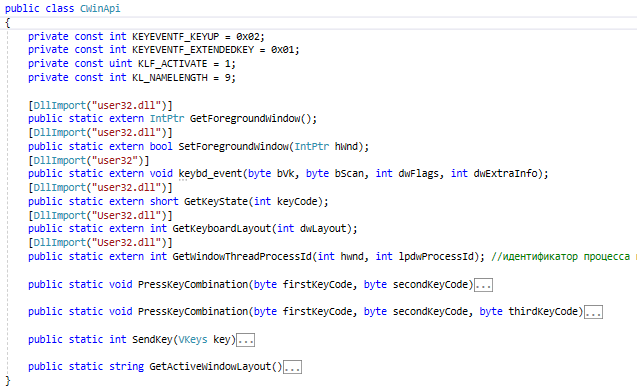 public class CWinApi
{
private const int KEYEVENTF_KEYUP = 0x02;
private const int KEYEVENTF_EXTENDEDKEY = 0x01;
private const uint KLF_ACTIVATE = 1;
private const int KL_NAMELENGTH = 9;
[DllImport("user32.dll")]
public static extern IntPtr GetForegroundWindow();
[DllImport("user32.dll")]
public static extern bool SetForegroundWindow(IntPtr hWnd);
[DllImport("user32")]
public static extern void keybd_event(byte bVk, byte bScan, int dwFlags, int dwExtraInfo);
[DllImport("user32.dll")]
public static extern short GetKeyState(int keyCode);
[DllImport("User32.dll")]
public static extern int GetKeyboardLayout(int dwLayout);
[DllImport("User32.dll")]
public static extern int GetWindowThreadProcessId(int hwnd, int lpdwProcessId); //идентификатор процесса
public static void PressKeyCombination(byte firstKeyCode, byte secondKeyCode)...
public static void PressKeyCombination(byte firstKeyCode, byte secondKeyCode, byte thirdKeyCode)...
public static int SendKey(VKeys key)...
public static string GetActiveWindowLayout()...
}